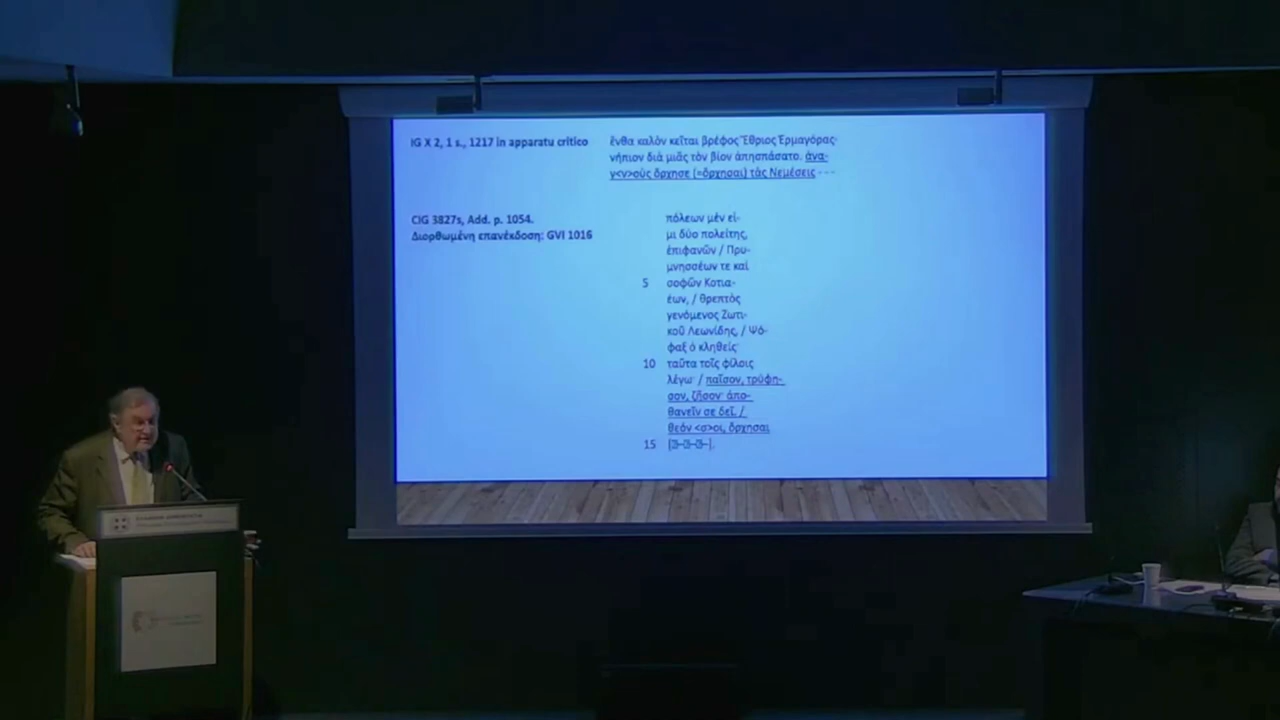 IG X 2, 1 s., 1217 in apparatu critico
ἔνθα καλὸν κεῖται βρέφος Ἔθριος Ἑρμαγόρας·
νήπιον διὰ μιᾶς τὸν βίον ἀπησπάσατο. ἀνα-
γ<ν>οὺς ὄρχησε (=ὄρχησαι) τὰς Νεμέσεις - - -
CIG 3827s, Add. p. 1054.
Διορθωμένη επανέκδοση: GVI 1016
πόλεων μὲν εἰ-
μι δύο πολείτης,
ἐπιφανῶν / Πρυ-
μνησσέων τε καὶ
5 σοφῶν Κοτια-
έων, / θρεπτὸς
γενόμενος Ζωτι-
κοῦ Λεωνίδης, / Ψό-
φαξ ὁ κληθείς·
10 ταῦτα τοῖς φίλοις
λέγω· / παῖσον, τρύφη-
σον, ζῆσον· ἀπο-
θανεῖν σε δεῖ. /
θεόν <σ>οι, ὄρχησαι
15